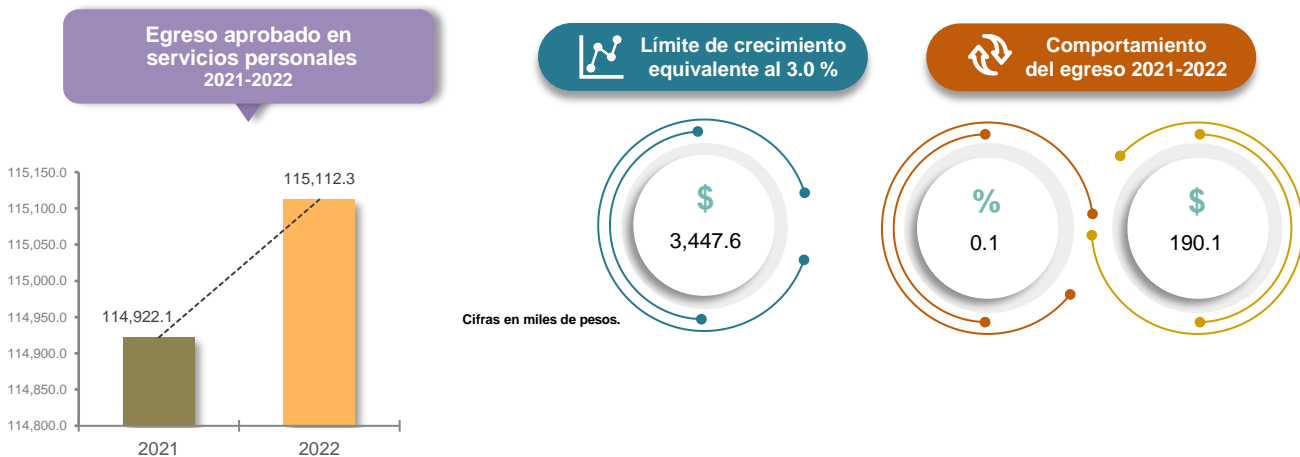 Egreso aprobado en
servicios personales
2021-2022
Límite de crecimiento
equivalente al 3.0 %
Comportamiento
del egreso 2021-2022
115,150.0
115,100.0
115,050.0
115,000.0
114,950.0
114,900.0
114,850.0
114,800.0
114,922.1
115,112.3
2021
2022
$
3,447.6
%
0.1
$
190.1
Cifras en miles de pesos.